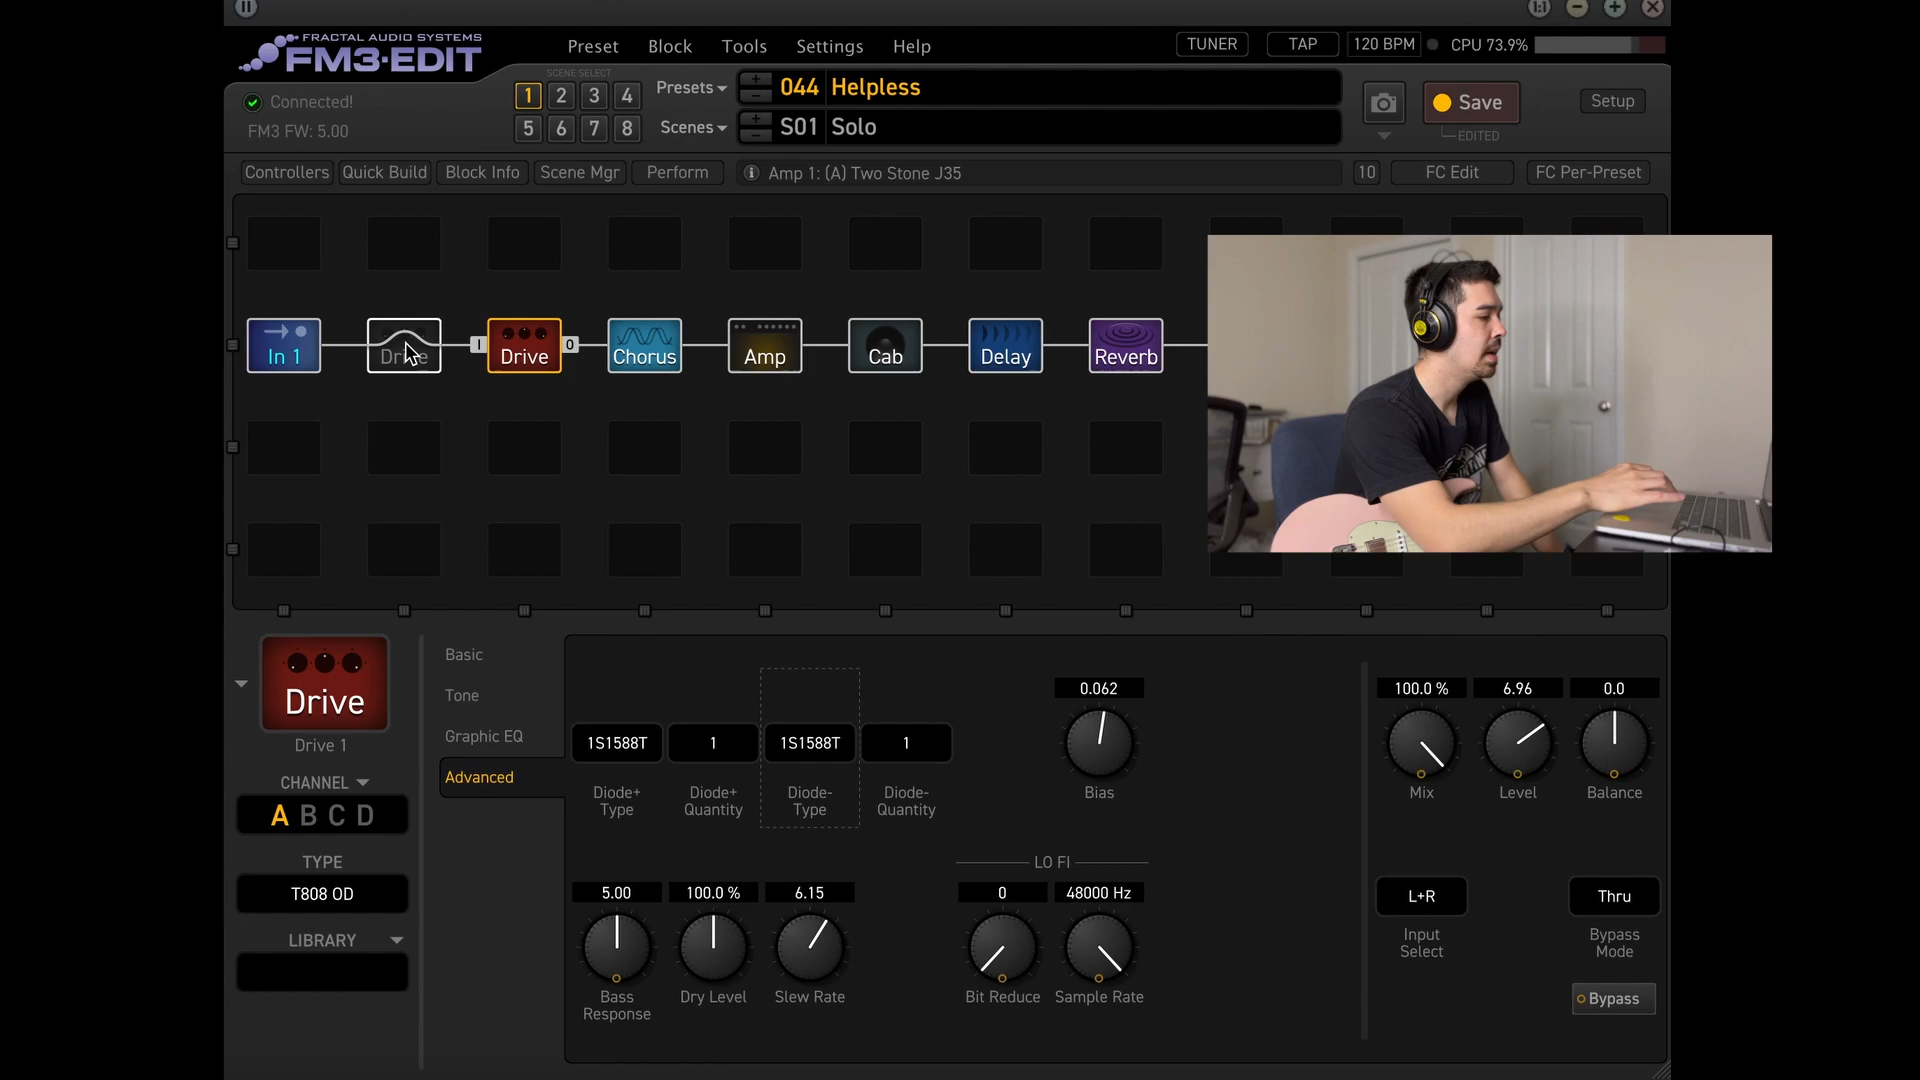 FRACTAL AUDIO SYSTEMS
FM3-EDIT
Preset Block Tools Settings Help
TUNER TAP 120 BPM CPU 73.9%
Connected!
FM3 FW: 5.00
SCENE SELECT
1 2 3 4
5 6 7 8
Presets 044 Helpless
Scenes S01 Solo
Save
EDITED
Setup
Controllers Quick Build Block Info Scene Mgr Perform Amp 1: (A) Two Stone J35 10 FC Edit FC Per-Preset
In 1 Drive I Drive O Chorus Amp Cab Delay Reverb
Drive
Drive 1
CHANNEL
A B C D
TYPE
T808 OD
LIBRARY
Basic
Tone
Graphic EQ
Advanced
1S1588T 1 1S1588T 1
Diode+ Type
Diode+ Quantity
Diode- Type
Diode- Quantity
0.062
Bias
5.00 100.0 % 6.15
Bass Response
Dry Level
Slew Rate
LO FI
0 48000 Hz
Bit Reduce Sample Rate
100.0 % 6.96 0.0
Mix Level Balance
L+R Thru
Input Select
Bypass Mode
Bypass
1:1